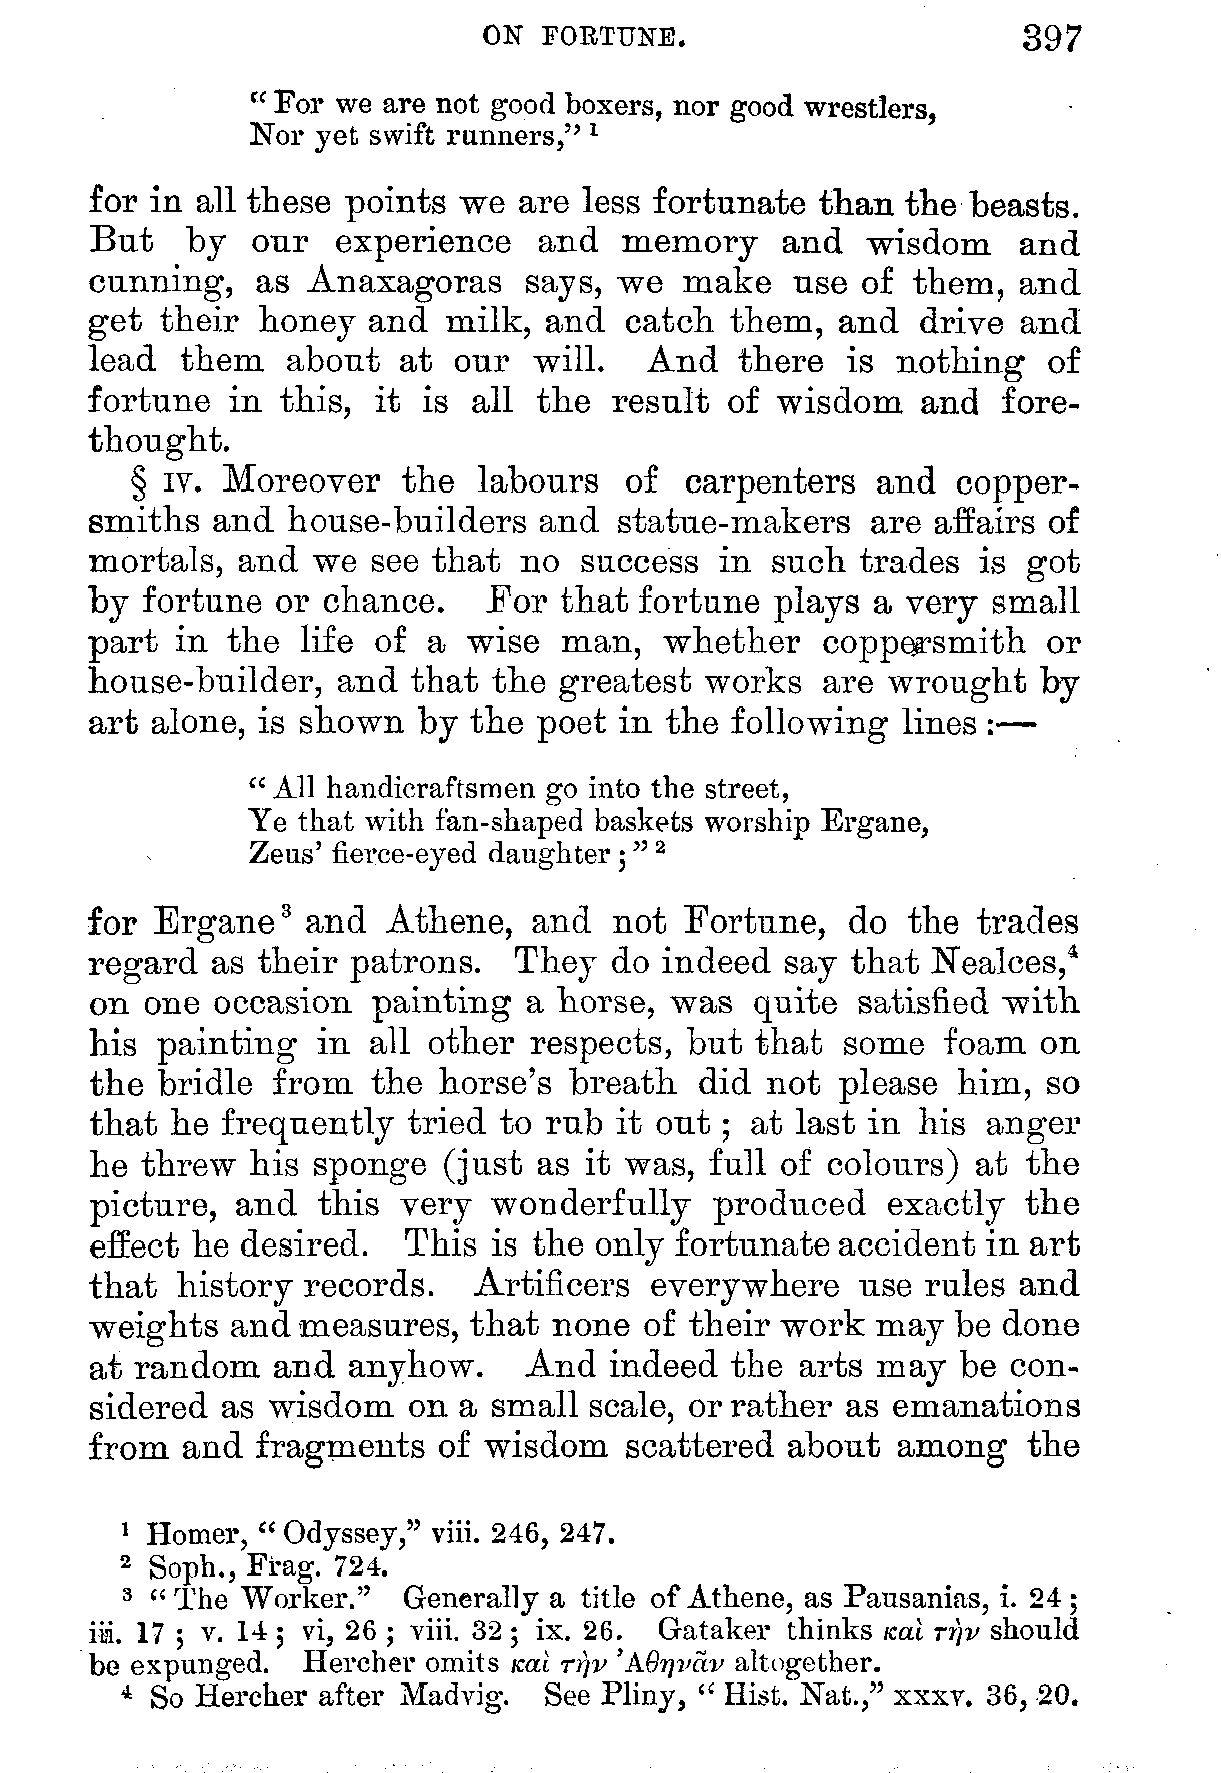 ON FORTUNE. 397
“For we are not good boxers, nor good wrestlers,
Nor yet swift runners,” ¹
for in all these points we are less fortunate than the beasts.
But by our experience and memory and wisdom and
cunning, as Anaxagoras says, we make use of them, and
get their honey and milk, and catch them, and drive and
lead them about at our will. And there is nothing of
fortune in this, it is all the result of wisdom and fore-
thought.
§ IV. Moreover the labours of carpenters and copper-
smiths and house-builders and statue-makers are affairs of
mortals, and we see that no success in such trades is got
by fortune or chance. For that fortune plays a very small
part in the life of a wise man, whether coppersmith or
house-builder, and that the greatest works are wrought by
art alone, is shown by the poet in the following lines :—
“All handicraftsmen go into the street,
Ye that with fan-shaped baskets worship Ergane,
Zeus’ fierce-eyed daughter ;” ²
for Ergane ³ and Athene, and not Fortune, do the trades
regard as their patrons. They do indeed say that Nealces,⁴
on one occasion painting a horse, was quite satisfied with
his painting in all other respects, but that some foam on
the bridle from the horse’s breath did not please him, so
that he frequently tried to rub it out ; at last in his anger
he threw his sponge (just as it was, full of colours) at the
picture, and this very wonderfully produced exactly the
effect he desired. This is the only fortunate accident in art
that history records. Artificers everywhere use rules and
weights and measures, that none of their work may be done
at random and anyhow. And indeed the arts may be con-
sidered as wisdom on a small scale, or rather as emanations
from and fragments of wisdom scattered about among the
¹ Homer, “Odyssey,” viii. 246, 247.
² Soph., Frag. 724.
³ “The Worker.” Generally a title of Athene, as Pausanias, i. 24 ;
iii. 17 ; v. 14 ; vi, 26 ; viii. 32 ; ix. 26. Gataker thinks καὶ τὴν should
be expunged. Hercher omits καὶ τὴν ’Αθηνᾶν altogether.
⁴ So Hercher after Madvig. See Pliny, “Hist. Nat.,” xxxv. 36, 20.